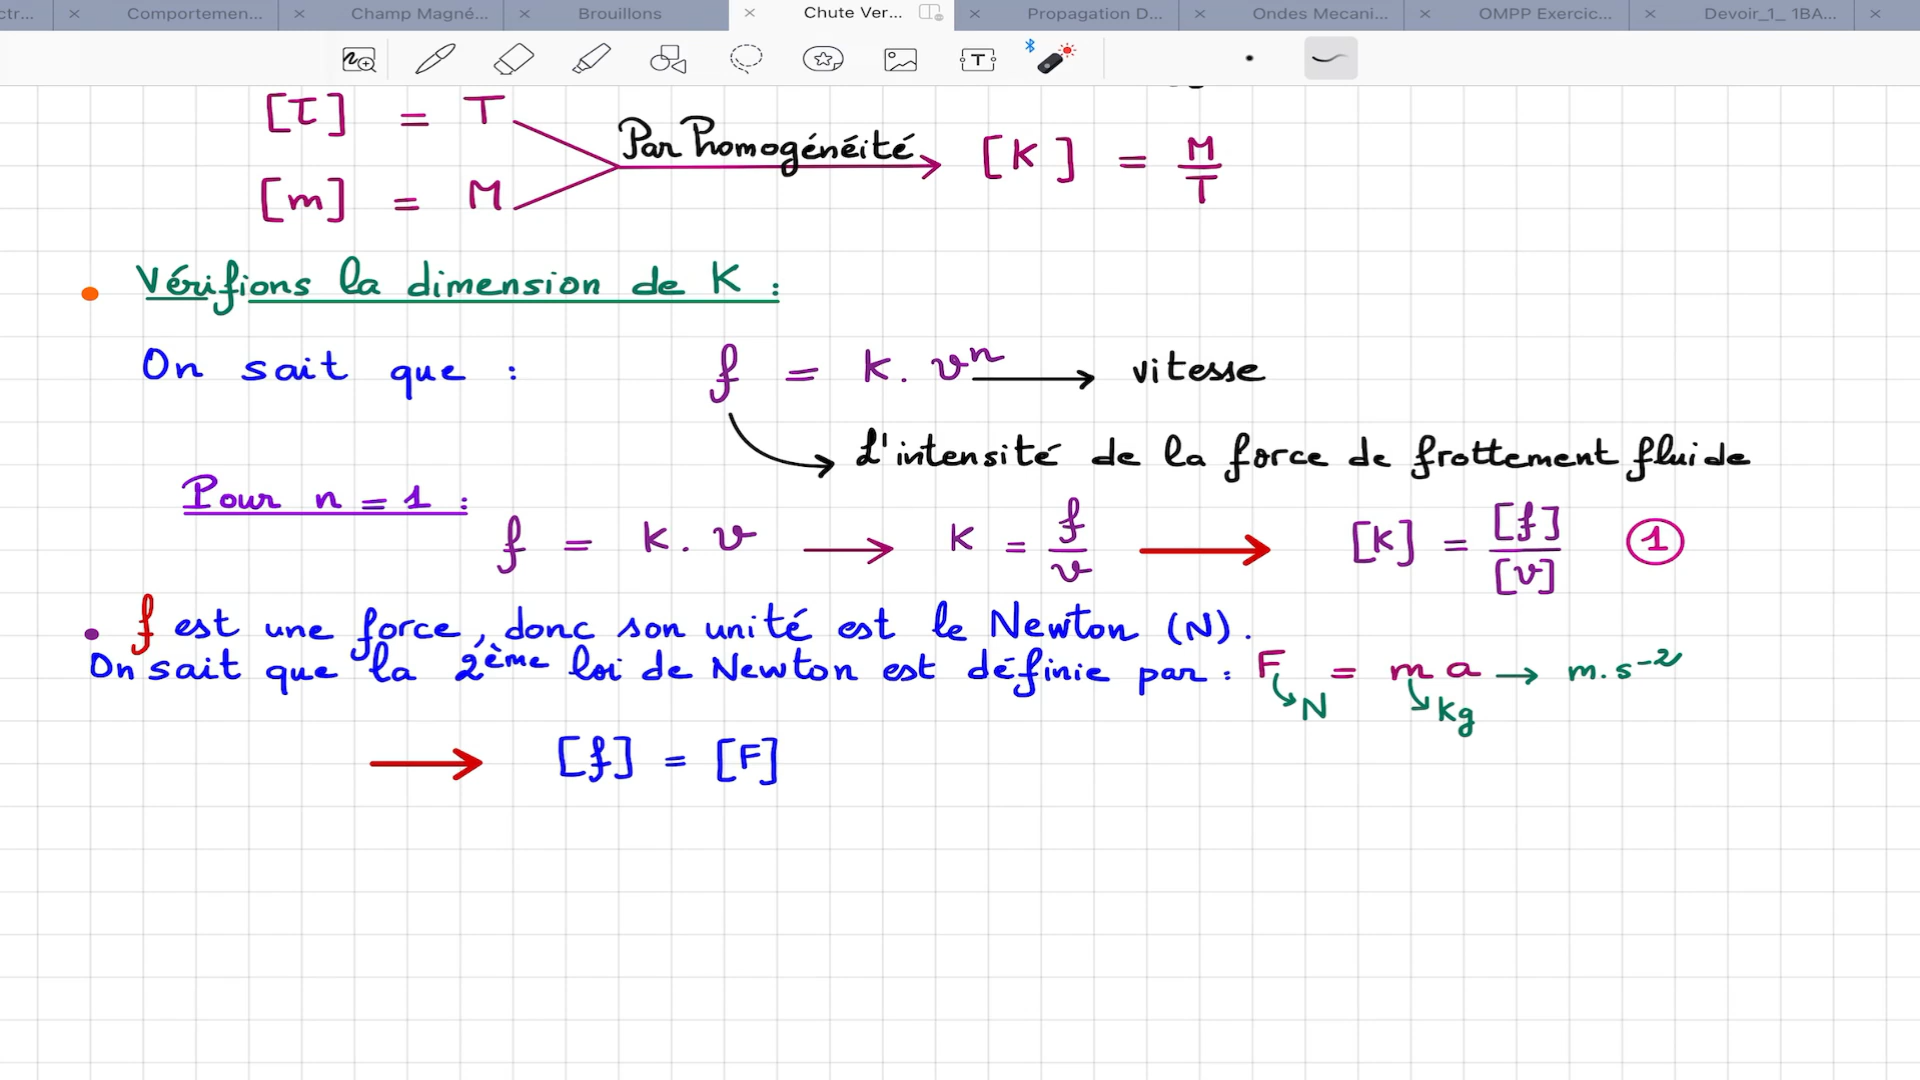 ctr... × Comportemen... × Champ Magné... × Brouillons × Chute Ver... × Propagation D... × Ondes Mecani... × OMPP Exercic... × Devoir_1_ 1BA... ×
[τ] = T
Par homogénéité [K] = M/T
[m] = M
• Vérifions la dimension de K :
On sait que : f = K. vⁿ → vitesse
→ L'intensité de la force de frottement fluide
Pour n = 1 :
f = K. v → K = f/v → [K] = [f]/[v] ①
• f est une force, donc son unité est le Newton (N).
On sait que la 2ème loi de Newton est définie par : F = m a → m.s⁻²
↘ N ↘ Kg
→ [f] = [F]